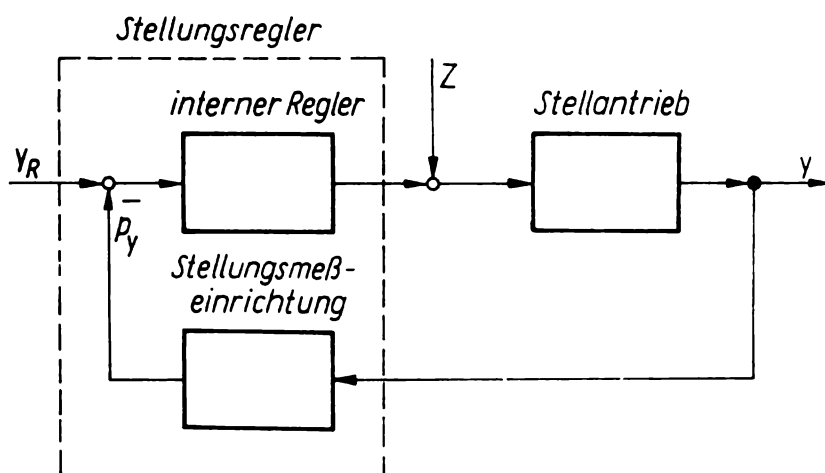 Stellungsregler
interner Regler
Z
Stellantrieb
y_R
y
−
p_y
Stellungsmeß-
einrichtung